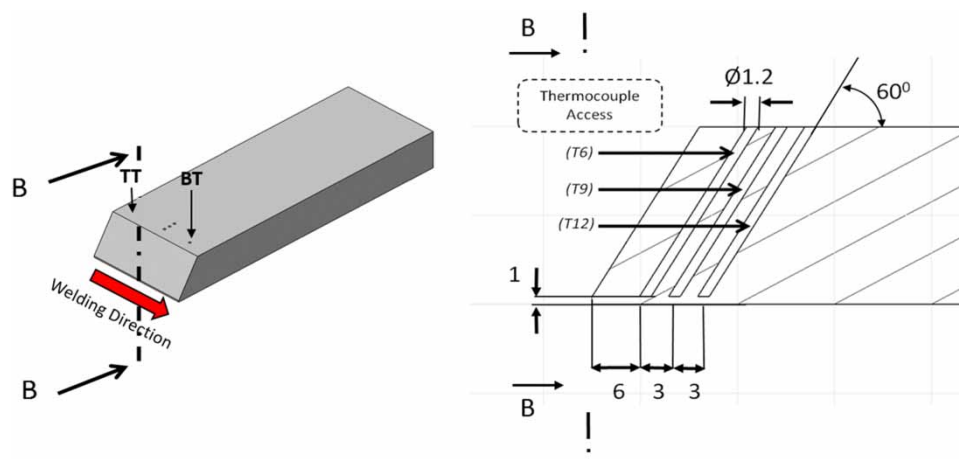 B
TT
BT
Welding Direction
B
B
Thermocouple
Access
Ø1.2
60⁰
(T6)
(T9)
(T12)
1
6
3
3
B